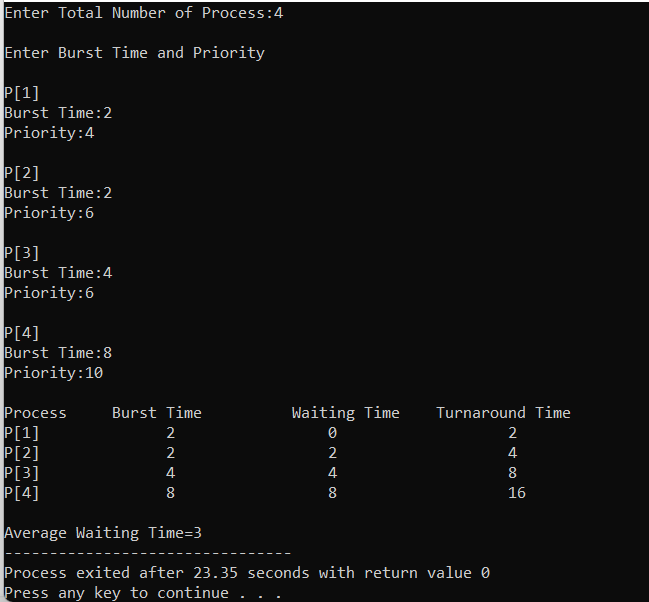 Enter Total Number of Process:4
Enter Burst Time and Priority
P[1]
Burst Time:2
Priority:4
P[2]
Burst Time:2
Priority:6
P[3]
Burst Time:4
Priority:6
P[4]
Burst Time:8
Priority:10
Process     Burst Time          Waiting Time    Turnaround Time
P[1]              2                 0                   2
P[2]              2                 2                   4
P[3]              4                 4                   8
P[4]              8                 8                   16
Average Waiting Time=3
--------------------------------
Process exited after 23.35 seconds with return value 0
Press any key to continue . . .